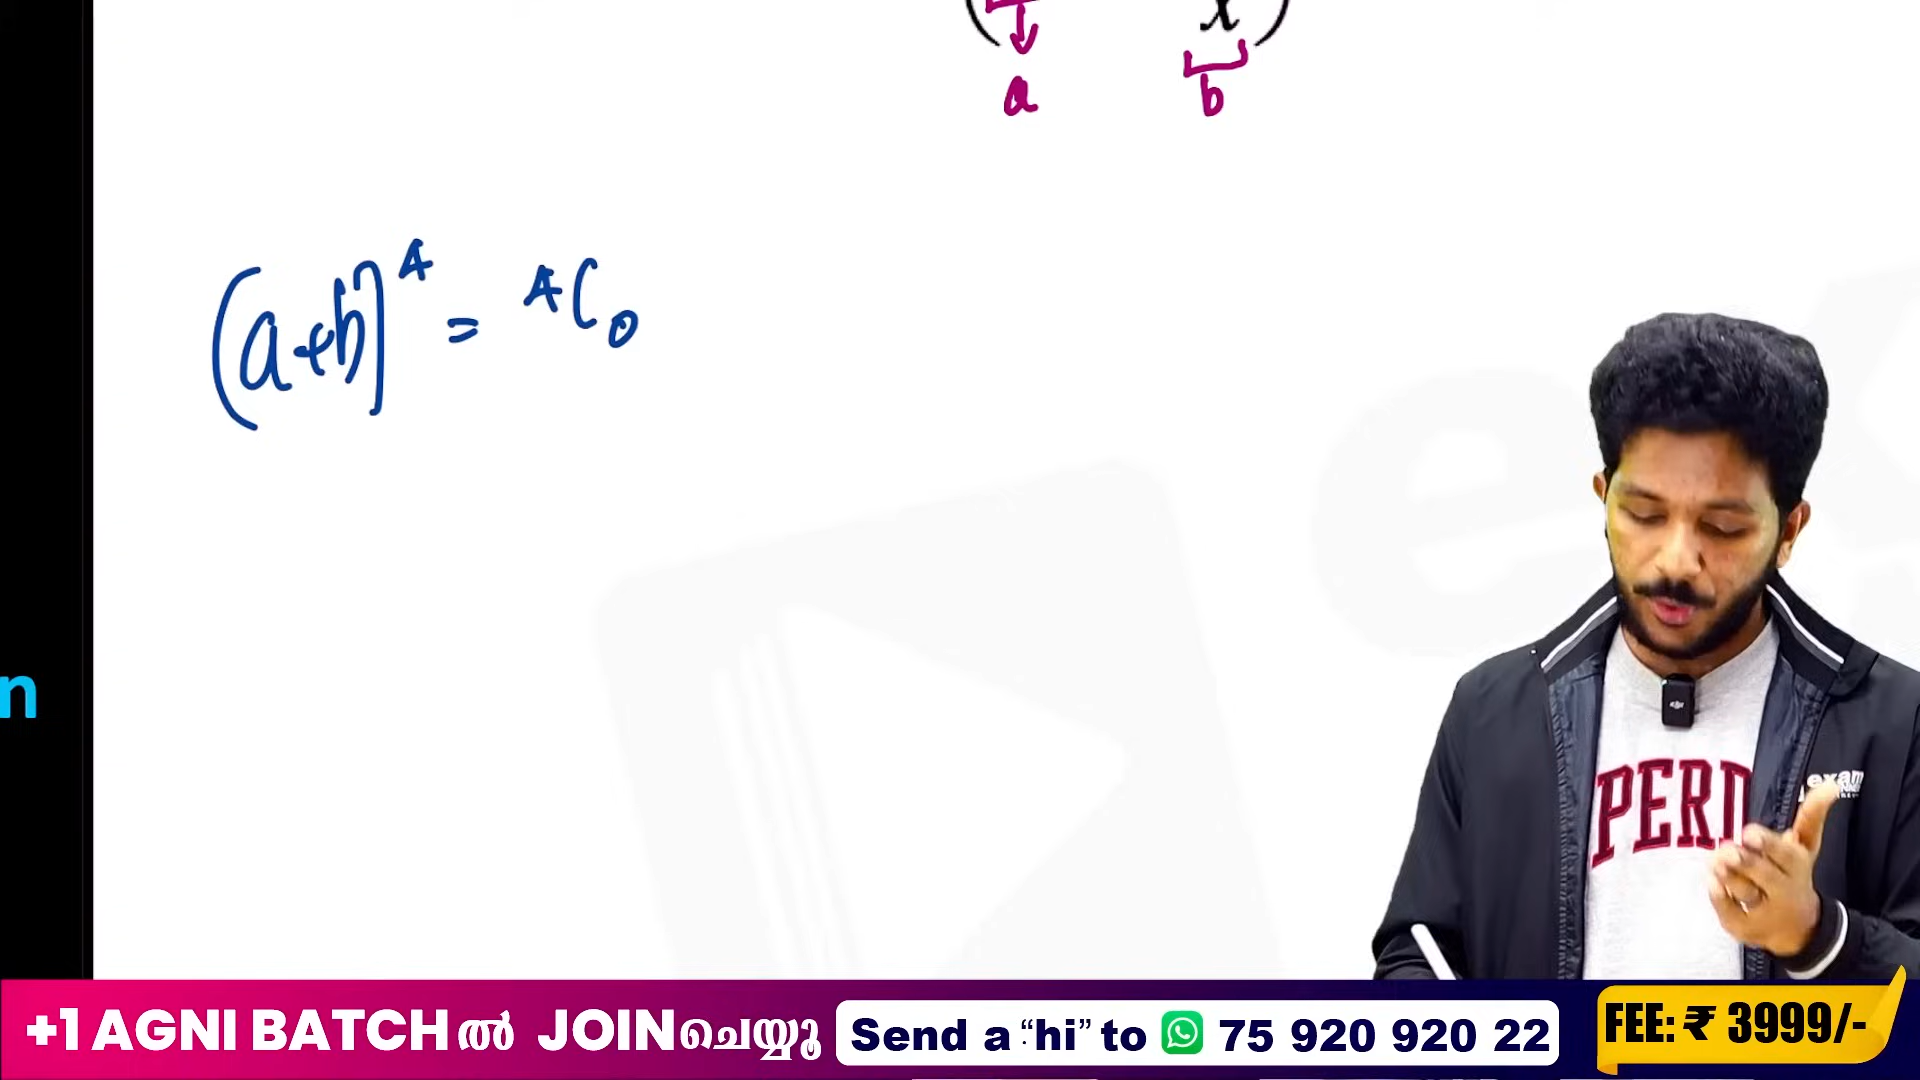 x
a b
(a+b)⁴ = ⁴C₀
n
PERD
exam
+1 AGNI BATCH ൽ JOIN ചെയ്യൂ Send a “hi” to 75 920 920 22 FEE: ₹ 3999/-